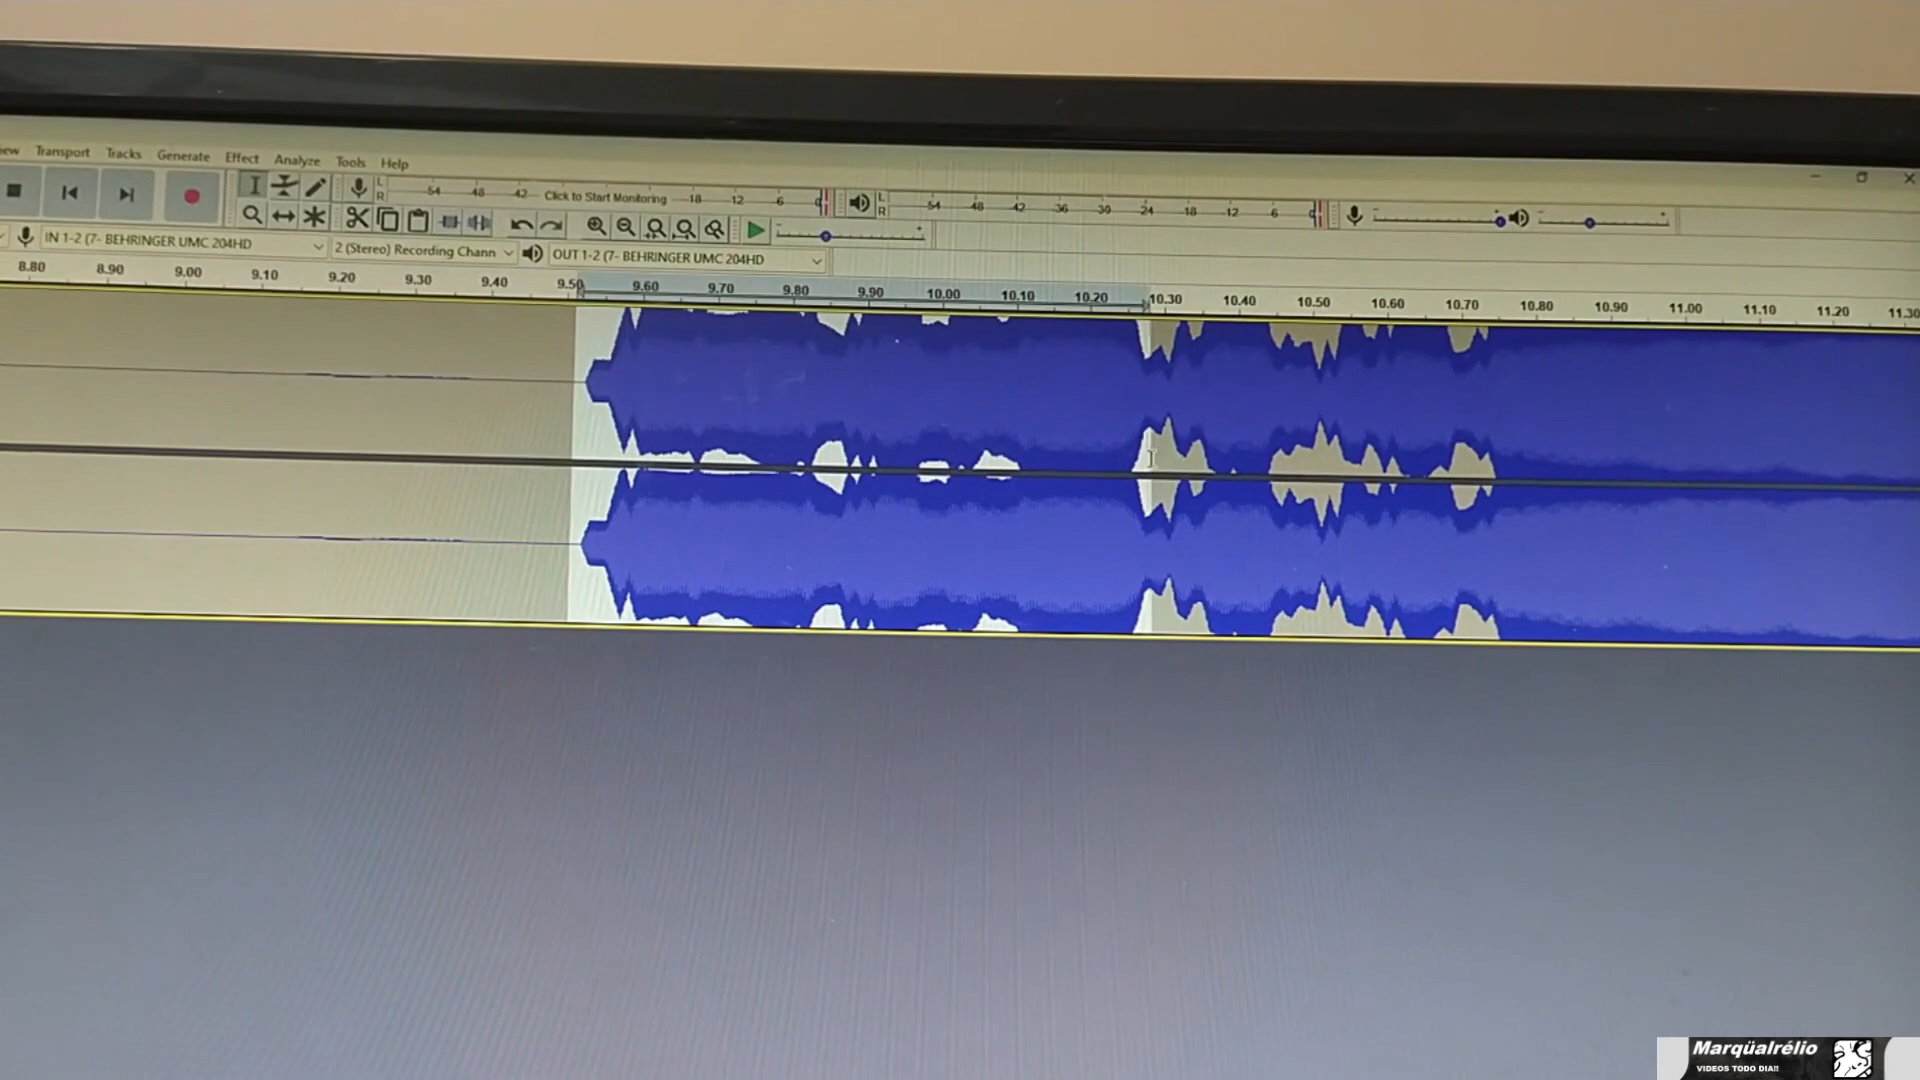 Transport Tracks Generate Effect Analyze Tools Help
L
R
-54 -48 -42 Click to Start Monitoring -18 -12 -6
L
R
-54 -48 -42 -36 -30 -24 -18 -12 -6
IN 1-2 (7- BEHRINGER UMC 204HD
2 (Stereo) Recording Chann
OUT 1-2 (7- BEHRINGER UMC 204HD
8.80 8.90 9.00 9.10 9.20 9.30 9.40 9.50 9.60 9.70 9.80 9.90 10.00 10.10 10.20 10.30 10.40 10.50 10.60 10.70 10.80 10.90 11.00 11.10 11.20 11.30
Marqüalrélio
VIDEOS TODO DIA!!